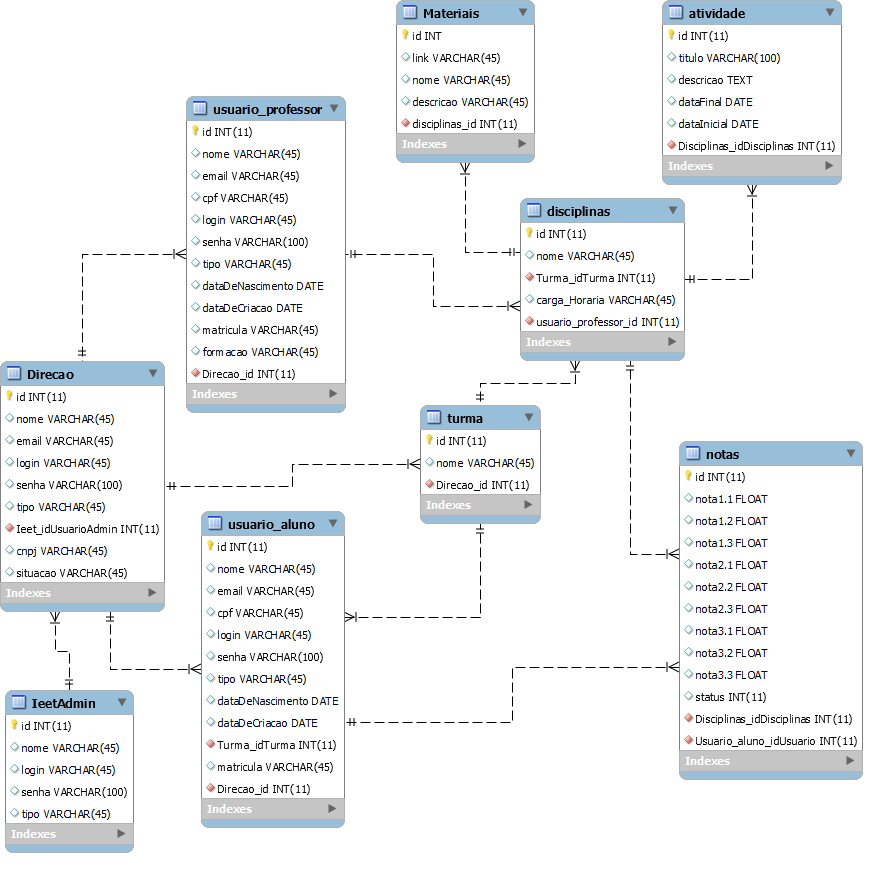 Materiais
id INT
link VARCHAR(45)
nome VARCHAR(45)
descricao VARCHAR(45)
disciplinas_id INT(11)
Indexes
atividade
id INT(11)
titulo VARCHAR(100)
descricao TEXT
dataFinal DATE
dataInicial DATE
Disciplinas_idDisciplinas INT(11)
Indexes
usuario_professor
id INT(11)
nome VARCHAR(45)
email VARCHAR(45)
cpf VARCHAR(45)
login VARCHAR(45)
senha VARCHAR(100)
tipo VARCHAR(45)
dataDeNascimento DATE
dataDeCriacao DATE
matricula VARCHAR(45)
formacao VARCHAR(45)
Direcao_id INT(11)
Indexes
disciplinas
id INT(11)
nome VARCHAR(45)
Turma_idTurma INT(11)
carga_Horaria VARCHAR(45)
usuario_professor_id INT(11)
Indexes
Direcao
id INT(11)
nome VARCHAR(45)
email VARCHAR(45)
login VARCHAR(45)
senha VARCHAR(100)
tipo VARCHAR(45)
Ieet_idUsuarioAdmin INT(11)
cnpj VARCHAR(45)
situacao VARCHAR(45)
Indexes
turma
id INT(11)
nome VARCHAR(45)
Direcao_id INT(11)
Indexes
notas
id INT(11)
nota1.1 FLOAT
nota1.2 FLOAT
nota1.3 FLOAT
nota2.1 FLOAT
nota2.2 FLOAT
nota2.3 FLOAT
nota3.1 FLOAT
nota3.2 FLOAT
nota3.3 FLOAT
status INT(11)
Disciplinas_idDisciplinas INT(11)
Usuario_aluno_idUsuario INT(11)
Indexes
usuario_aluno
id INT(11)
nome VARCHAR(45)
email VARCHAR(45)
cpf VARCHAR(45)
login VARCHAR(45)
senha VARCHAR(100)
tipo VARCHAR(45)
dataDeNascimento DATE
dataDeCriacao DATE
Turma_idTurma INT(11)
matricula VARCHAR(45)
Direcao_id INT(11)
Indexes
IeetAdmin
id INT(11)
nome VARCHAR(45)
login VARCHAR(45)
senha VARCHAR(100)
tipo VARCHAR(45)
Indexes